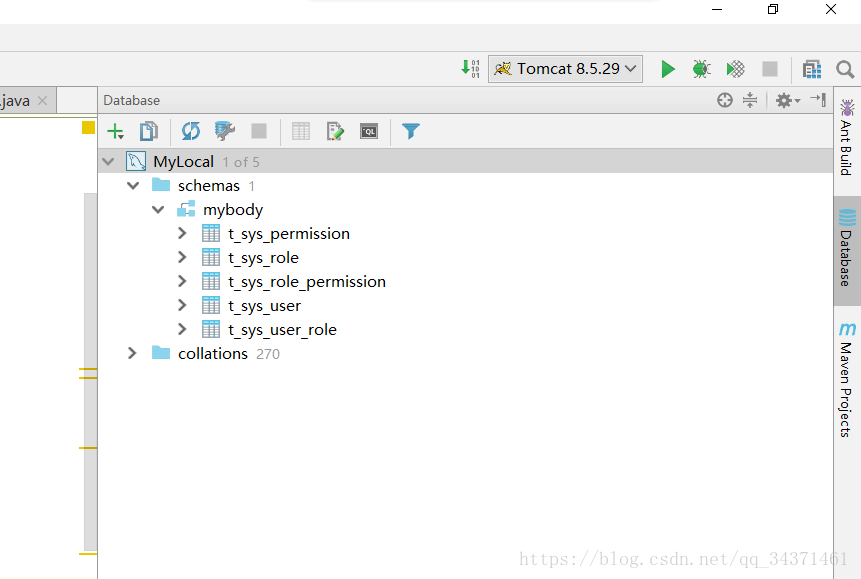 Tomcat 8.5.29
.java
Database
QL
MyLocal 1 of 5
schemas 1
mybody
t_sys_permission
t_sys_role
t_sys_role_permission
t_sys_user
t_sys_user_role
collations 270
Ant Build
Database
Maven Projects
https://blog.csdn.net/qq_34371461